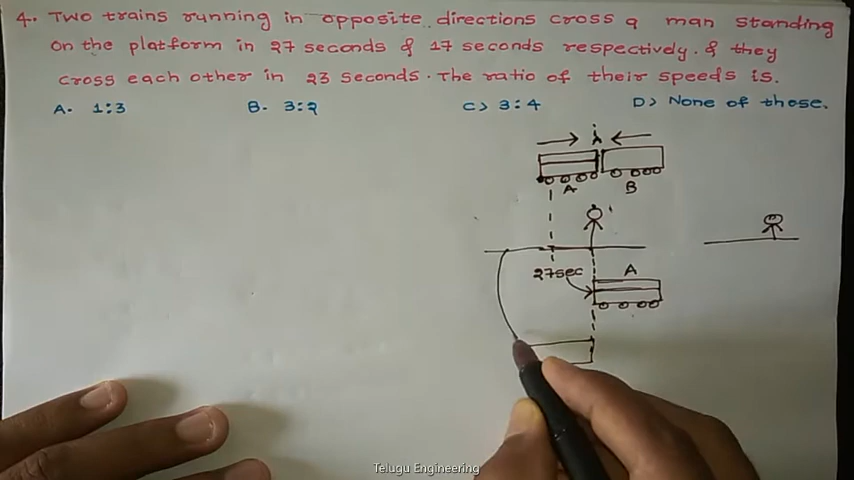 4. Two trains running in opposite directions cross a man standing
on the platform in 27 seconds & 17 seconds respectively. & they
cross each other in 23 seconds. The ratio of their speeds is.
A. 1:3 B. 3:2 C) 3:4 D) None of those.
A B
27sec A
Telugu Engineering